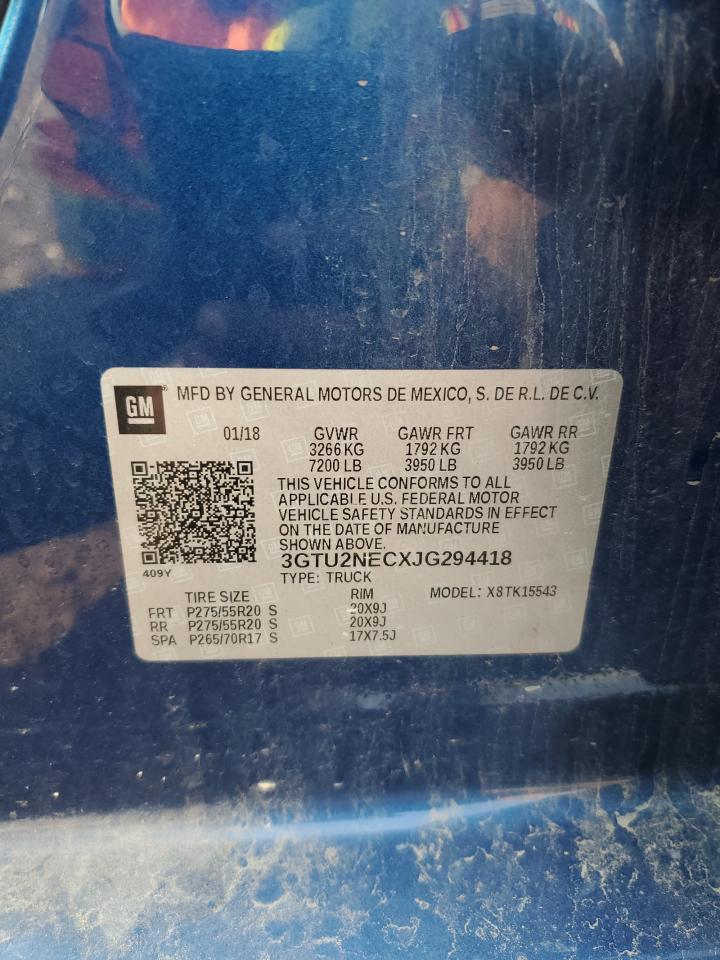 GM
MFD BY GENERAL MOTORS DE MEXICO, S. DE R.L. DE C.V.
01/18 GVWR GAWR FRT GAWR RR
3266 KG 1792 KG 1792 KG
7200 LB 3950 LB 3950 LB
THIS VEHICLE CONFORMS TO ALL
APPLICABLE U.S. FEDERAL MOTOR
VEHICLE SAFETY STANDARDS IN EFFECT
ON THE DATE OF MANUFACTURE
SHOWN ABOVE.
409Y
3GTU2NECXJG294418
TYPE: TRUCK
TIRE SIZE RIM MODEL: X8TK15543
FRT P275/55R20 S 20X9J
RR P275/55R20 S 20X9J
SPA P265/70R17 S 17X7.5J